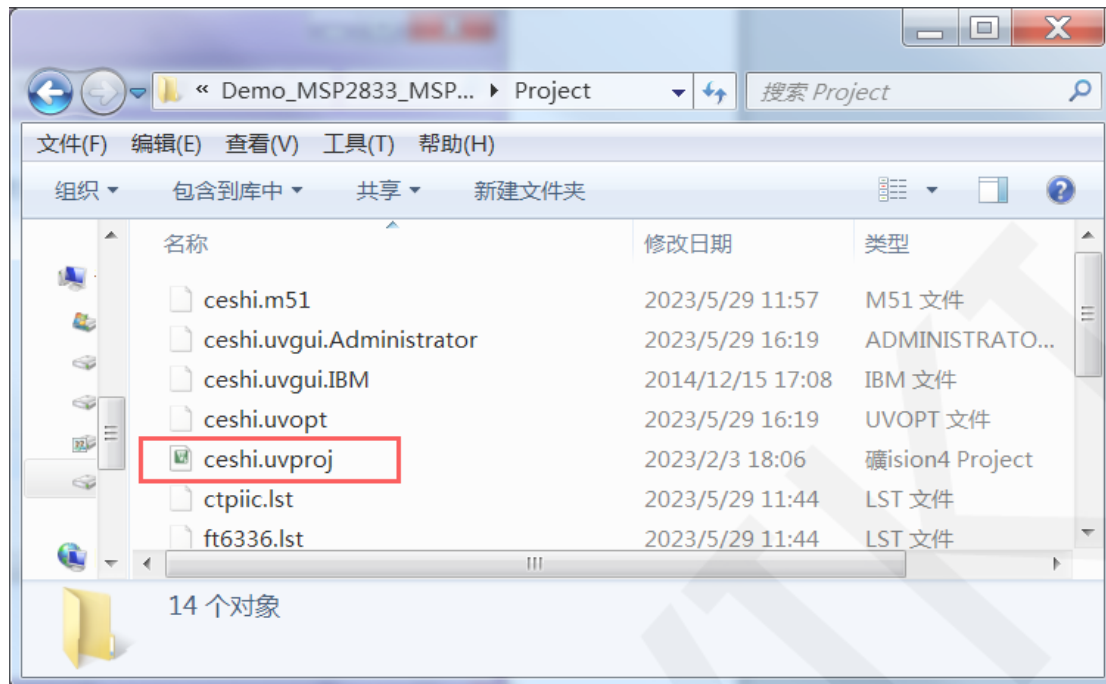 « Demo_MSP2833_MSP... ▸ Project 搜索 Project
文件(F) 编辑(E) 查看(V) 工具(T) 帮助(H)
组织 包含到库中 共享 新建文件夹
名称 修改日期 类型
ceshi.m51 2023/5/29 11:57 M51 文件
ceshi.uvgui.Administrator 2023/5/29 16:19 ADMINISTRATO...
ceshi.uvgui.IBM 2014/12/15 17:08 IBM 文件
ceshi.uvopt 2023/5/29 16:19 UVOPT 文件
ceshi.uvproj 2023/2/3 18:06 礦ision4 Project
ctpiic.lst 2023/5/29 11:44 LST 文件
ft6336.lst 2023/5/29 11:44 LST 文件
14 个对象